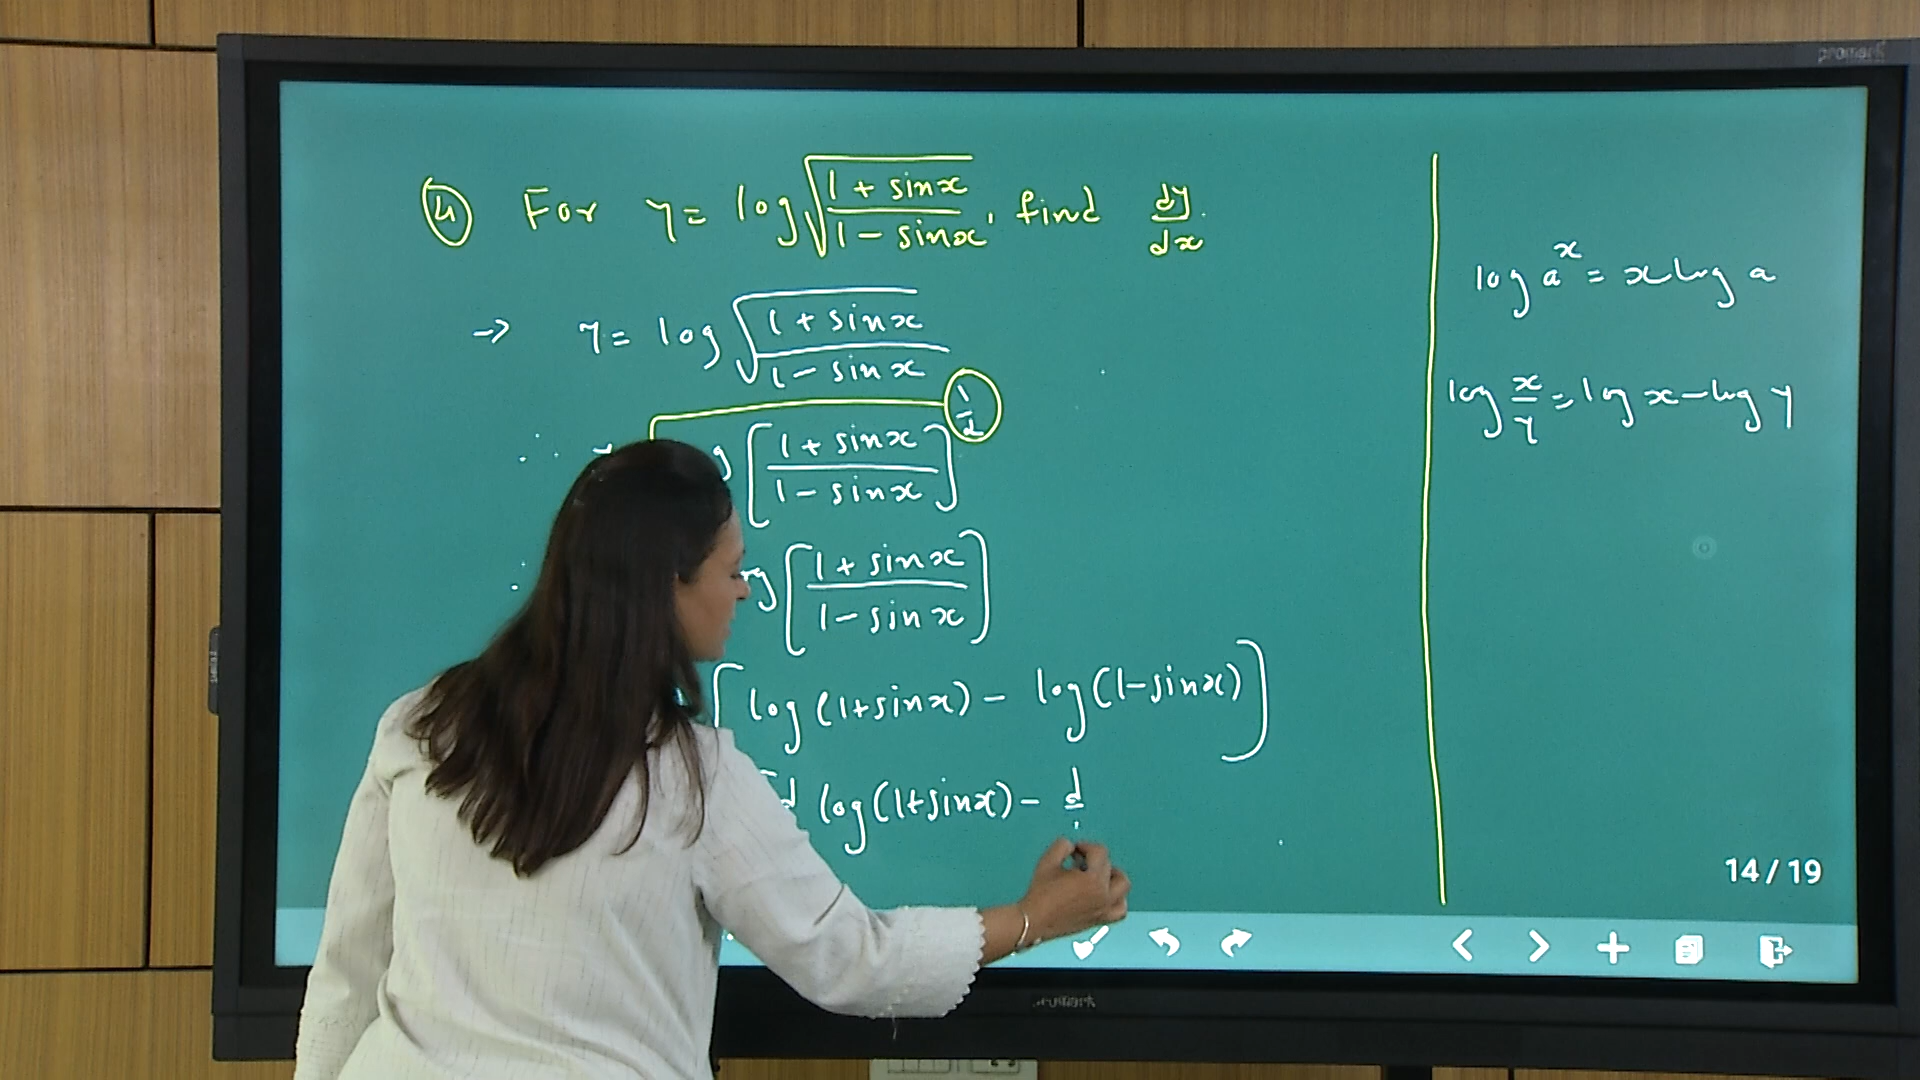 promark
④ For y = log √(1 + sinx / 1 - sinx), find dy/dx.
→ y = log √(1 + sinx / 1 - sinx)
∴ g [1 + sinx / 1 - sinx]^(1/2)
g [1 + sinx / 1 - sinx]
[log (1+sinx) - log (1-sinx)]
d log (1+sinx) - d
log a^x = x log a
log x/y = log x - log y
14 / 19
promark